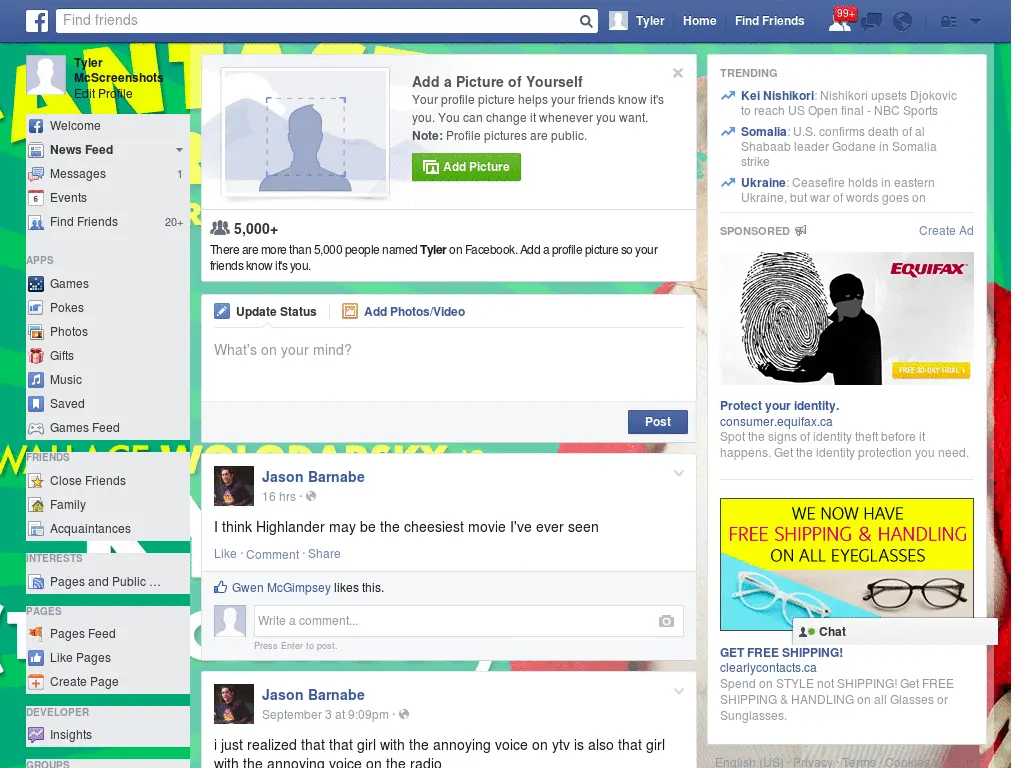 Find friends
Tyler
Home
Find Friends
99+
Tyler
McScreenshots
Edit Profile
Welcome
News Feed
Messages 1
6 Events
Find Friends 20+
APPS
Games
Pokes
Photos
Gifts
Music
Saved
Games Feed
FRIENDS
Close Friends
Family
Acquaintances
INTERESTS
Pages and Public ...
PAGES
Pages Feed
Like Pages
Create Page
DEVELOPER
Insights
GROUPS
Add a Picture of Yourself
Your profile picture helps your friends know it's
you. You can change it whenever you want.
Note: Profile pictures are public.
Add Picture
5,000+
There are more than 5,000 people named Tyler on Facebook. Add a profile picture so your
friends know it's you.
Update Status
Add Photos/Video
What's on your mind?
Post
WALLACE WOLODARSKY
Jason Barnabe
16 hrs ·
I think Highlander may be the cheesiest movie I've ever seen
Like · Comment · Share
Gwen McGimpsey likes this.
Write a comment...
Press Enter to post.
Jason Barnabe
September 3 at 9:09pm ·
i just realized that that girl with the annoying voice on ytv is also that girl
with the annoying voice on the radio
TRENDING
Kei Nishikori: Nishikori upsets Djokovic
to reach US Open final - NBC Sports
Somalia: U.S. confirms death of al
Shabaab leader Godane in Somalia
strike
Ukraine: Ceasefire holds in eastern
Ukraine, but war of words goes on
SPONSORED
Create Ad
EQUIFAX
FREE 30-DAY TRIAL
Protect your identity.
consumer.equifax.ca
Spot the signs of identity theft before it
happens. Get the identity protection you need.
WE NOW HAVE
FREE SHIPPING & HANDLING
ON ALL EYEGLASSES
Chat
GET FREE SHIPPING!
clearlycontacts.ca
Spend on STYLE not SHIPPING! Get FREE
SHIPPING & HANDLING on all Glasses or
Sunglasses.
English (US) · Privacy · Terms · Cookies ·